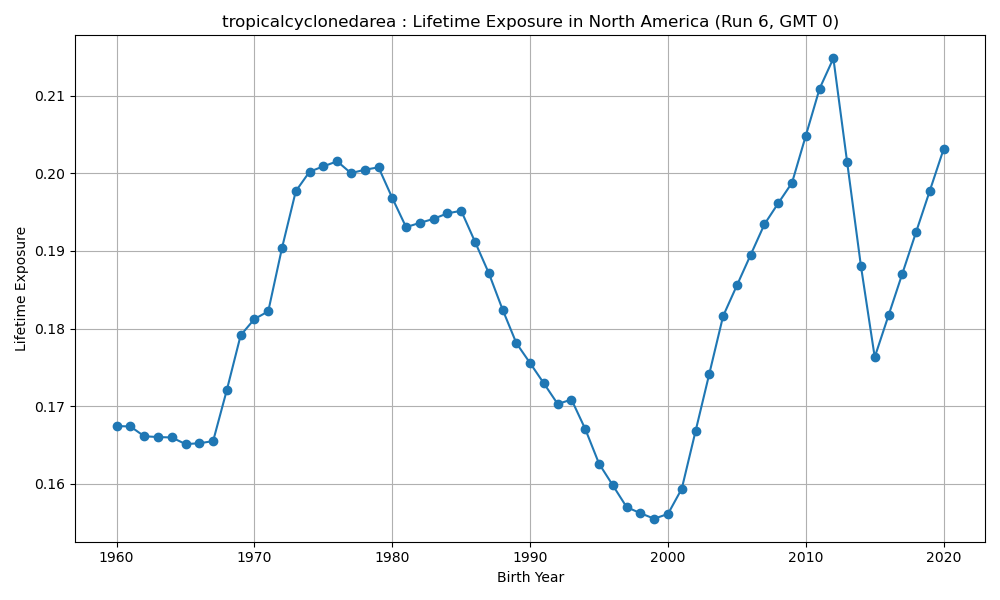 tropicalcyclonedarea : Lifetime Exposure in North America (Run 6, GMT 0)
Lifetime Exposure
0.21
0.20
0.19
0.18
0.17
0.16
1960 1970 1980 1990 2000 2010 2020
Birth Year